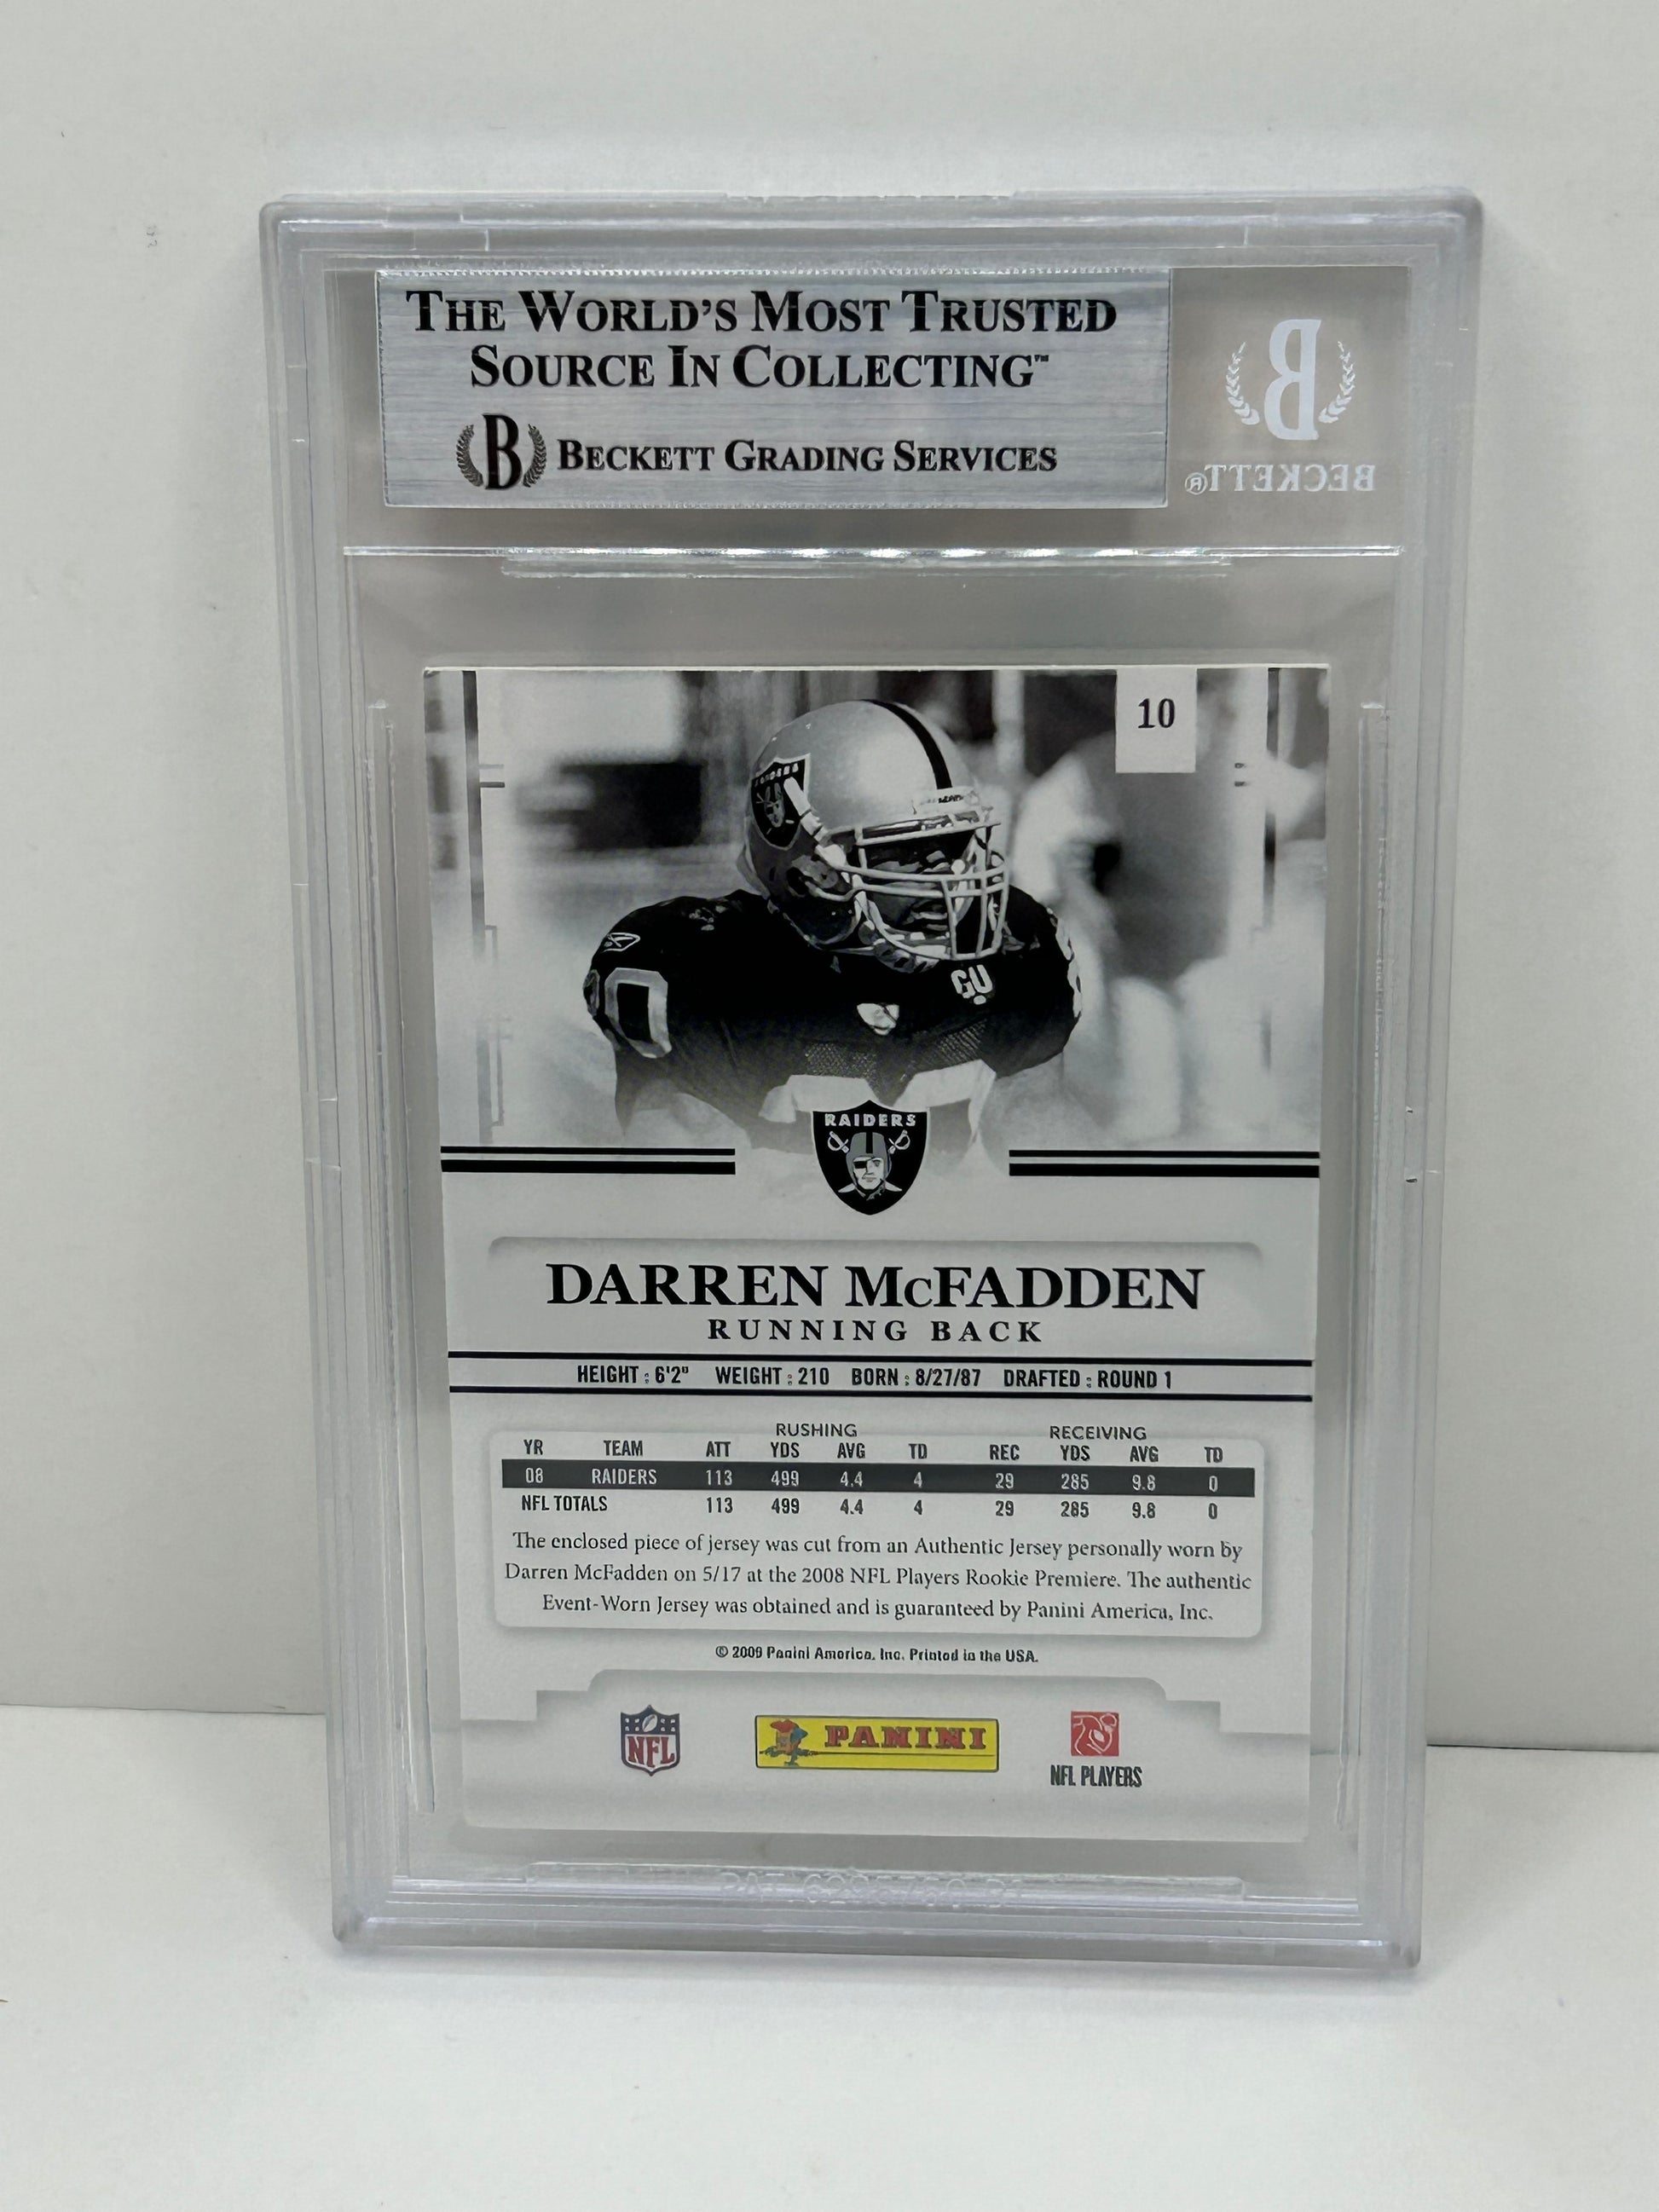 THE WORLD'S MOST TRUSTED
SOURCE IN COLLECTING™
B BECKETT GRADING SERVICES
B
BECKETT®
10
RAIDERS
GU
RAIDERS
DARREN McFADDEN
RUNNING BACK
HEIGHT : 6'2" WEIGHT : 210 BORN : 8/27/87 DRAFTED : ROUND 1
RUSHING RECEIVING
YR TEAM ATT YDS AVG TD REC YDS AVG TD
08 RAIDERS 113 499 4.4 4 29 285 9.8 0
NFL TOTALS 113 499 4.4 4 29 285 9.8 0
The enclosed piece of jersey was cut from an Authentic Jersey personally worn by
Darren McFadden on 5/17 at the 2008 NFL Players Rookie Premiere. The authentic
Event-Worn Jersey was obtained and is guaranteed by Panini America, Inc.
© 2009 Panini America, Inc. Printed in the USA.
NFL
PANINI
NFL PLAYERS